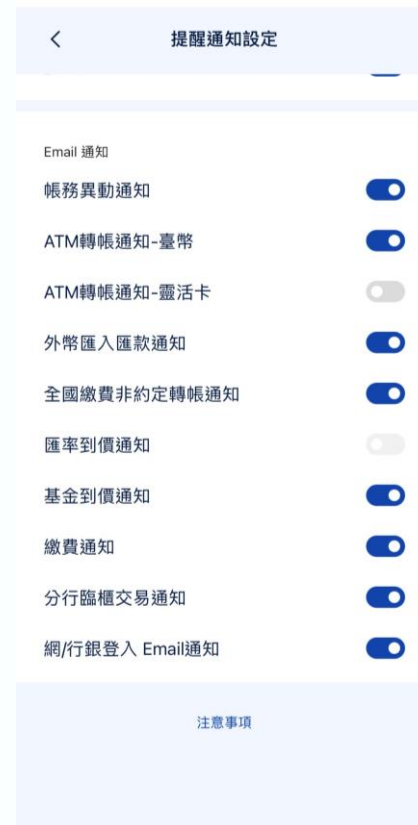 提醒通知設定
Email 通知
帳務異動通知
ATM轉帳通知-臺幣
ATM轉帳通知-靈活卡
外幣匯入匯款通知
全國繳費非約定轉帳通知
匯率到價通知
基金到價通知
繳費通知
分行臨櫃交易通知
網/行銀登入 Email通知
注意事項